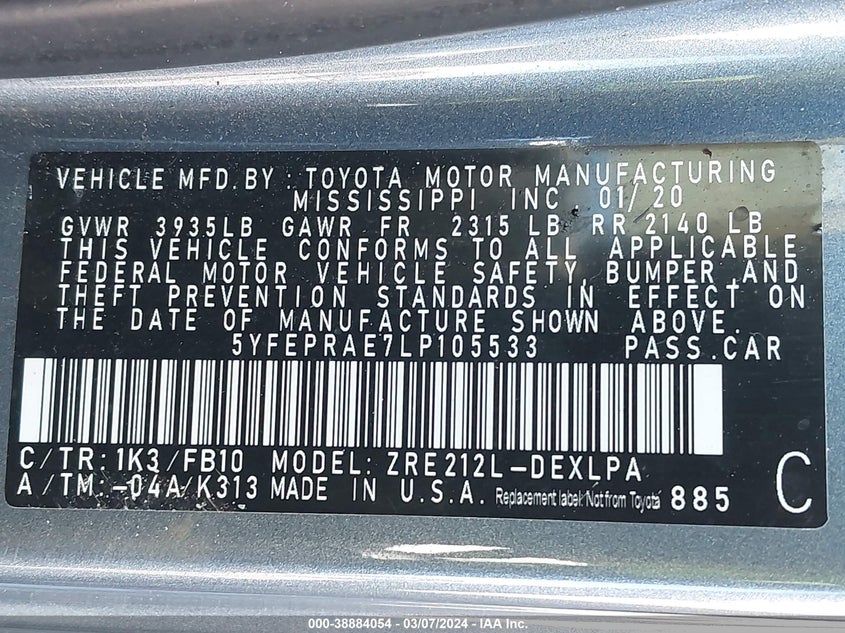 VEHICLE MFD.BY : TOYOTA MOTOR MANUFACTURING
MISSISSIPPI INC 01/20
GVWR 3935LB GAWR FR 2315 LB RR 2140 LB
THIS VEHICLE CONFORMS TO ALL APPLICABLE
FEDERAL MOTOR VEHICLE SAFETY, BUMPER AND
THEFT PREVENTION STANDARDS IN EFFECT ON
THE DATE OF MANUFACTURE SHOWN ABOVE.
5YFEPRAE7LP105533 PASS.CAR
C/TR: 1K3/FB10 MODEL: ZRE212L-DEXLPA
A/TM:-04A/K313 MADE IN U.S.A. Replacement label: Not from Toyota 885 C
000-38884054 - 03/07/2024 - IAA Inc.